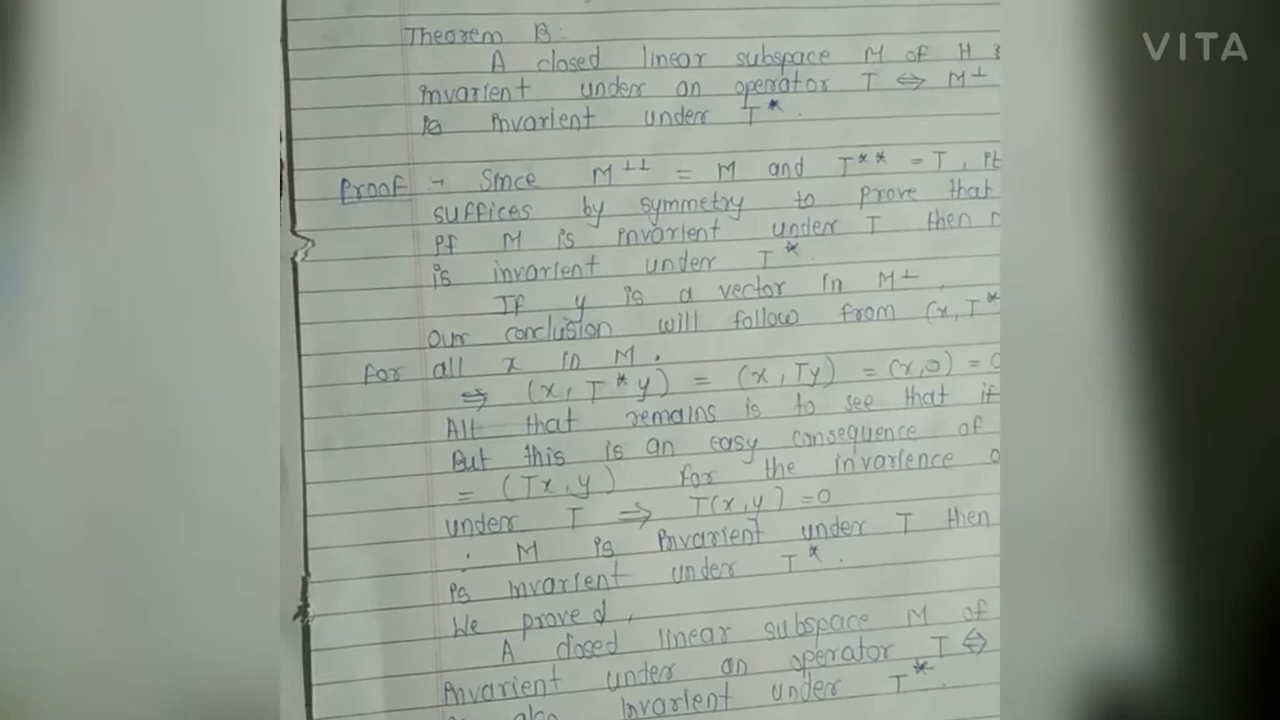 VITA
Theorem B:
A closed linear subspace M of H
invarient under an operator T ⇔ M⊥
is invarient under T*.
Proof → Since M⊥⊥ = M and T** = T, it
suffices by symmetry to prove that
if M is invarient under T then
is invarient under T*.
If y is a vector in M⊥.
Our conclusion will follow from (x, T*
for all x in M.
⇔ (x, T*y) = (x, Ty) = (x, 0) = 0
All that remains is to see that if
But this is an easy consequence of
= (Tx, y) for the invarience
under T ⇒ T(x, y) = 0
∴ M is invarient under T then
is invarient under T*.
We proved,
A closed linear subspace M of
invarient under an operator T ⇔
also invarient under T*.